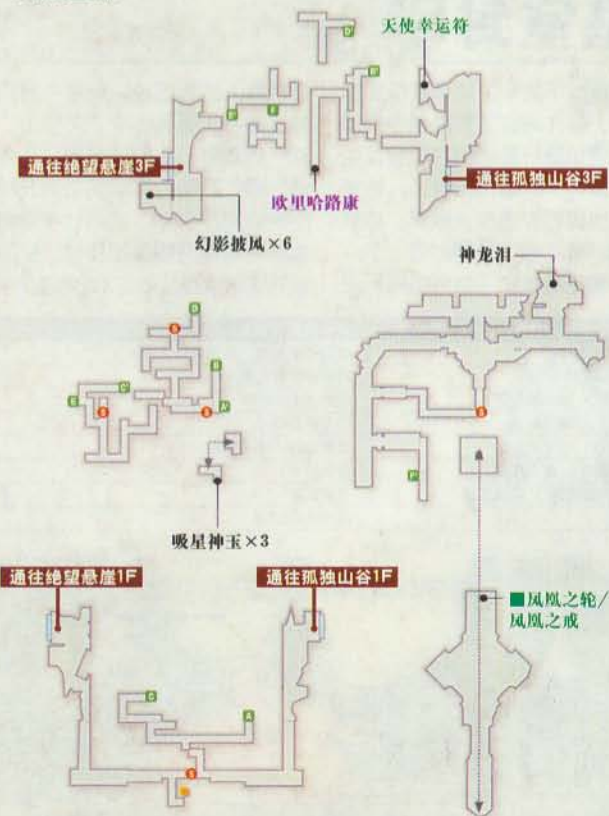 天使幸运符
D'
B'
E'
F
通往绝望悬崖3F
欧里哈路康
通往孤独山谷3F
幻影披风×6
神龙泪
D
S
B
C'
E
S
S
A'
S
F'
吸星神玉×3
通往绝望悬崖1F
通往孤独山谷1F
■凤凰之轮/
凤凰之戒
C
A
S